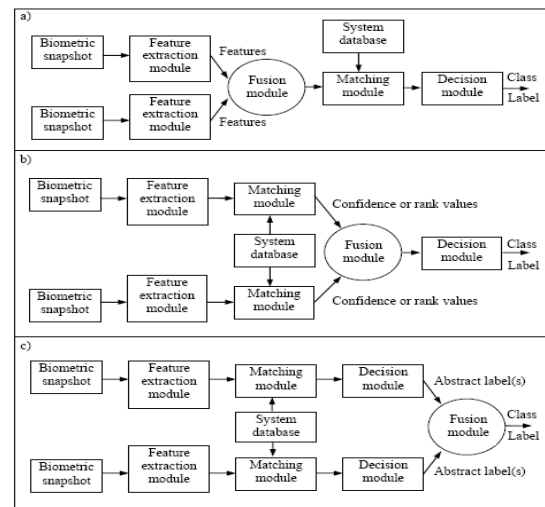 a)
Biometric
snapshot
Feature
extraction
module
Features
Fusion
module
System
database
Matching
module
Decision
module
Class
Label
Biometric
snapshot
Feature
extraction
module
Features
b)
Biometric
snapshot
Feature
extraction
module
Matching
module
Confidence or rank values
System
database
Fusion
module
Decision
module
Class
Label
Biometric
snapshot
Feature
extraction
module
Matching
module
Confidence or rank values
c)
Biometric
snapshot
Feature
extraction
module
Matching
module
Decision
module
Abstract label(s)
System
database
Fusion
module
Class
Label
Biometric
snapshot
Feature
extraction
module
Matching
module
Decision
module
Abstract label(s)